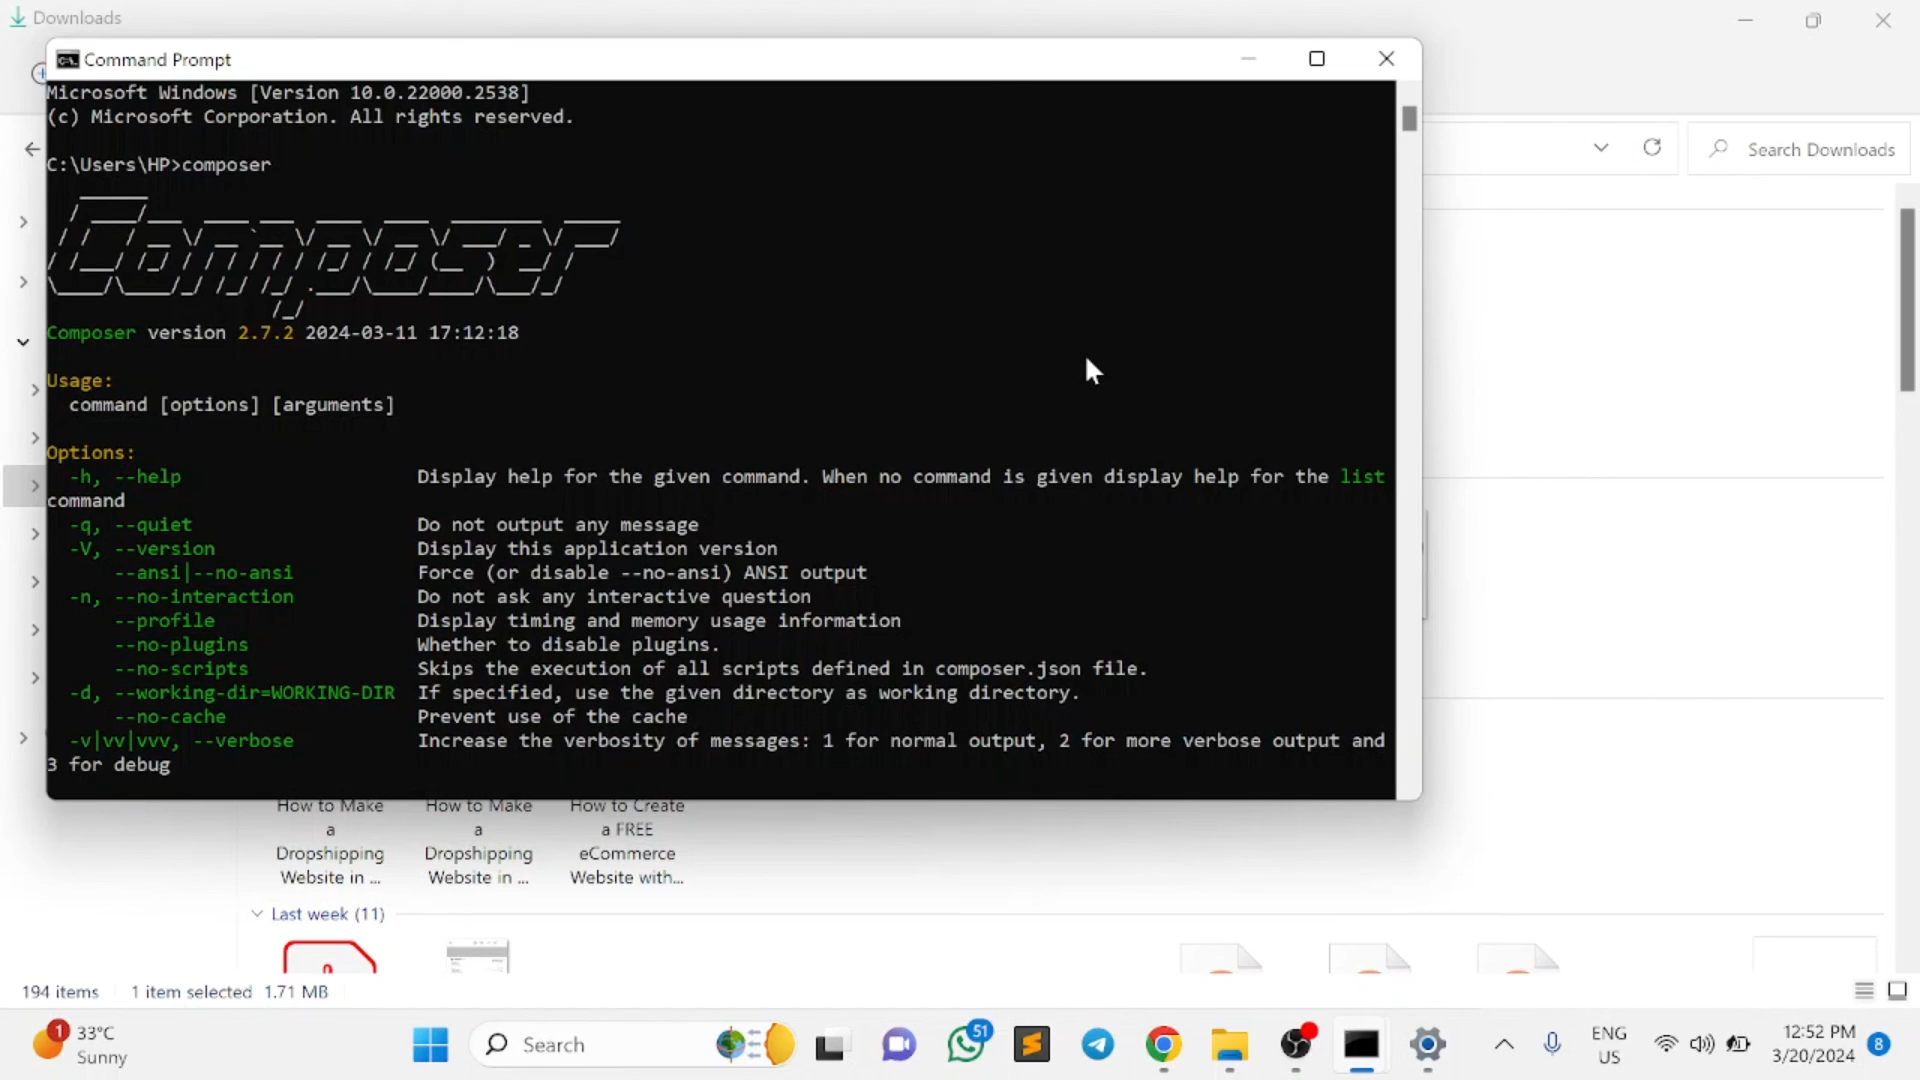 Downloads
Command Prompt
Microsoft Windows [Version 10.0.22000.2538]
(c) Microsoft Corporation. All rights reserved.
Search Downloads
C:\Users\HP>composer
Composer
Composer version 2.7.2 2024-03-11 17:12:18
Usage:
command [options] [arguments]
Options:
-h, --help Display help for the given command. When no command is given display help for the list
command
-q, --quiet Do not output any message
-V, --version Display this application version
--ansi|--no-ansi Force (or disable --no-ansi) ANSI output
-n, --no-interaction Do not ask any interactive question
--profile Display timing and memory usage information
--no-plugins Whether to disable plugins.
--no-scripts Skips the execution of all scripts defined in composer.json file.
-d, --working-dir=WORKING-DIR If specified, use the given directory as working directory.
--no-cache Prevent use of the cache
-v|vv|vvv, --verbose Increase the verbosity of messages: 1 for normal output, 2 for more verbose output and
3 for debug
How to Make
a
Dropshipping
Website in ...
How to Make
a
Dropshipping
Website in ...
How to Create
a FREE
eCommerce
Website with...
Last week (11)
194 items 1 item selected 1.71 MB
1
33°C
Sunny
Search
51
ENG
US
12:52 PM
3/20/2024
8